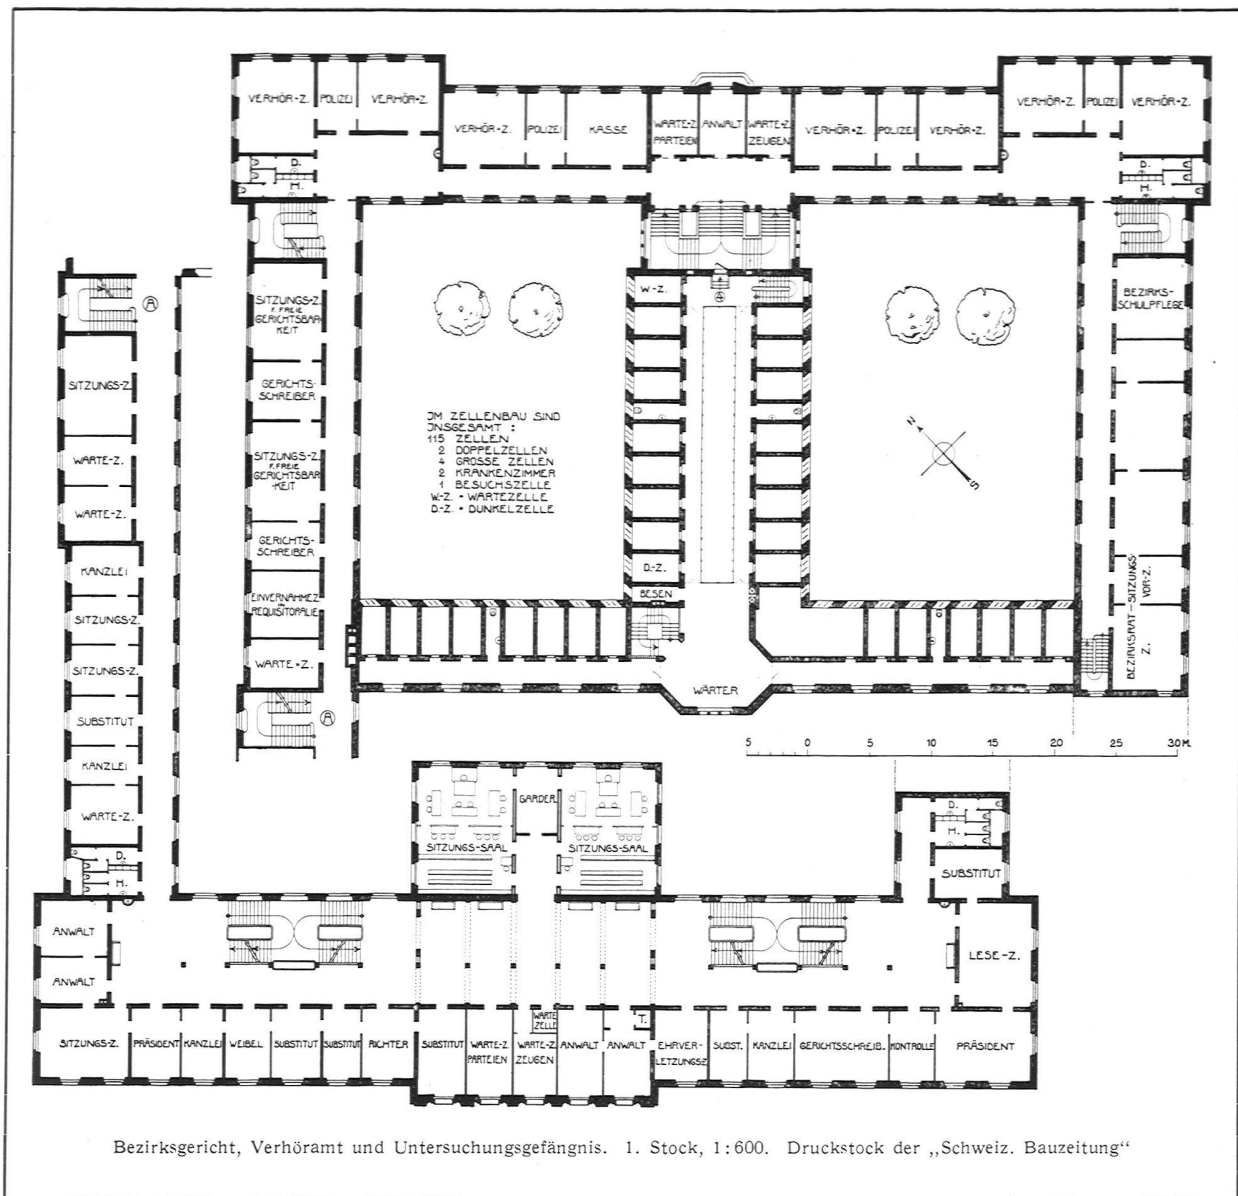 VERHÖR-Z.
POLIZEI
VERHÖR-Z.
VERHÖR-Z.
POLIZEI
KASSE
WARTE-Z.
PARTEIEN
ANWALT
WARTE-Z.
ZEUGEN
VERHÖR-Z.
POLIZEI
VERHÖR-Z.
VERHÖR-Z.
POLIZEI
VERHÖR-Z.
D.
H.
D.
H.
W.-Z.
A
A
A
SITZUNGS-Z.
F. FREIE
GERICHTSBAR
KEIT
GERICHTS-
SCHREIBER
SITZUNGS-Z.
F. FREIE
GERICHTSBAR
-KEIT
GERICHTS-
SCHREIBER
EINVERNAHMEZ.
REQUISITORALIE
WARTE-Z.
BEZIRKS-
SCHULPFLEGE
BEZIRKSRAT-SITZUNGS-
Z.
VOR-Z.
JM ZELLENBAU SIND
JNSGESAMT :
115 ZELLEN
2 DOPPELZELLEN
4 GROSSE ZELLEN
2 KRANKENZIMMER
1 BESUCHSZELLE
W.-Z. = WARTEZELLE
D.-Z. = DUNKELZELLE
N
S
D.-Z.
BESEN
WÄRTER
SITZUNGS-Z.
WARTE-Z.
WARTE-Z.
KANZLEI
SITZUNGS-Z.
SITZUNGS-Z.
SUBSTITUT
KANZLEI
WARTE-Z.
D.
H.
5 0 5 10 15 20 25 30 M.
GARDER.
SITZUNGS-SAAL
SITZUNGS-SAAL
D.
H.
SUBSTITUT
ANWALT
ANWALT
LESE-Z.
SITZUNGS-Z.
PRÄSIDENT
KANZLEI
WEIBEL
SUBSTITUT
SUBSTITUT
RICHTER
SUBSTITUT
WARTE-Z.
PARTEIEN
WARTE
ZELLE
WARTE-Z.
ZEUGEN
ANWALT
ANWALT
T.
EHRVER-
LETZUNGS-Z
SUBST.
KANZLEI
GERICHTSSCHREIB.
KONTROLLE
PRÄSIDENT
Bezirksgericht, Verhöramt und Untersuchungsgefängnis. 1. Stock, 1:600. Druckstock der „Schweiz. Bauzeitung“